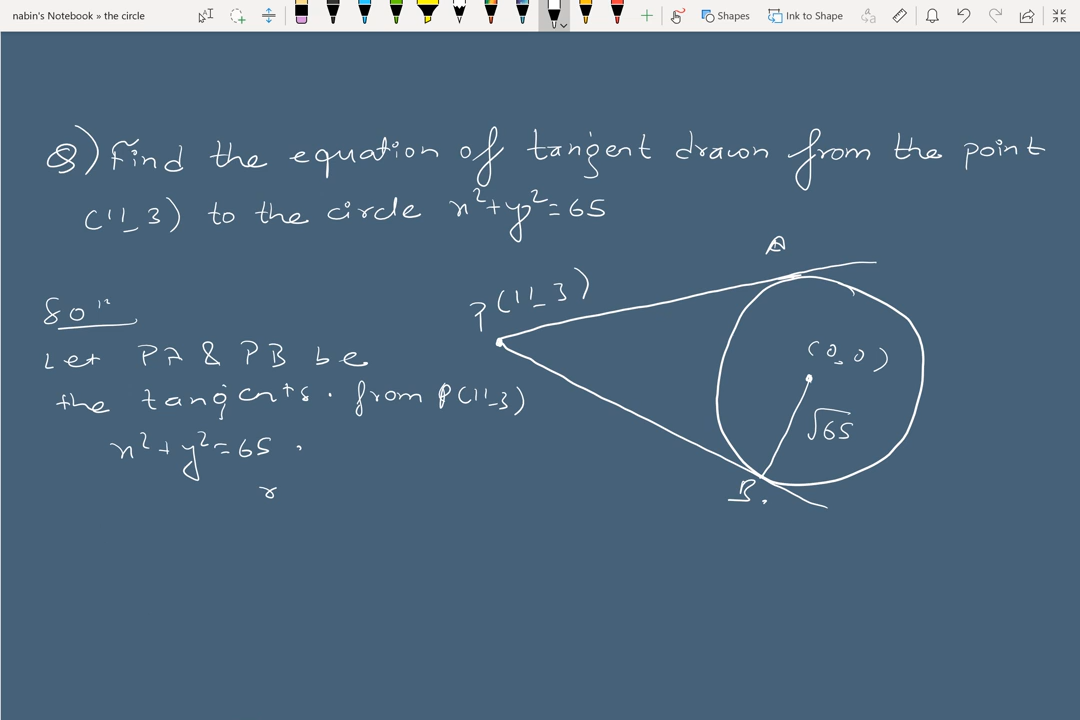 nabin's Notebook » the circle
Shapes
Ink to Shape
Q) Find the equation of tangent drawn from the point
(11, 3) to the circle x²+y²=65
Solⁿ
Let PA & PB be
the tangents. from P(11,3)
x²+y²=65.
r
P(11,3)
A
(0,0)
√65
B.